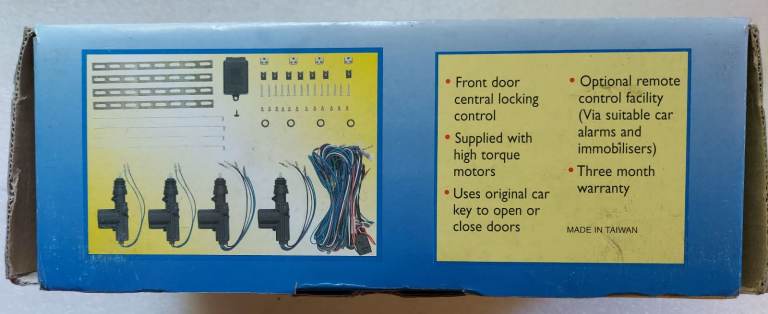 • Front door
central locking
control
• Supplied with
high torque
motors
• Uses original car
key to open or
close doors
• Optional remote
control facility
(Via suitable car
alarms and
immobilisers)
• Three month
warranty
MADE IN TAIWAN